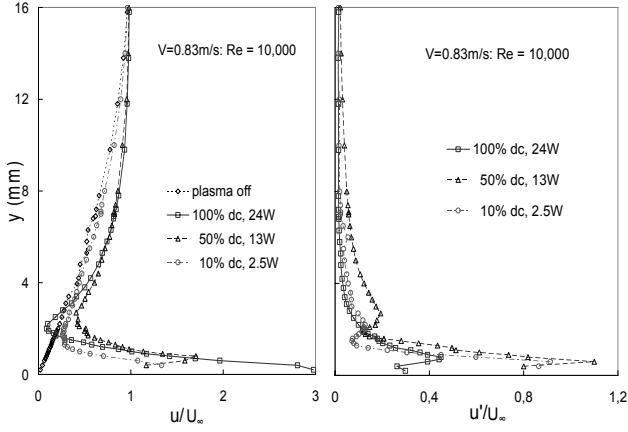 V=0.83m/s: Re = 10,000
16
12
8
4
0
y (mm)
plasma off
100% dc, 24W
50% dc, 13W
10% dc, 2.5W
0
1
2
3
u/U∞
V=0.83m/s: Re = 10,000
100% dc, 24W
50% dc, 13W
10% dc, 2.5W
0
0,4
0,8
1,2
u'/U∞